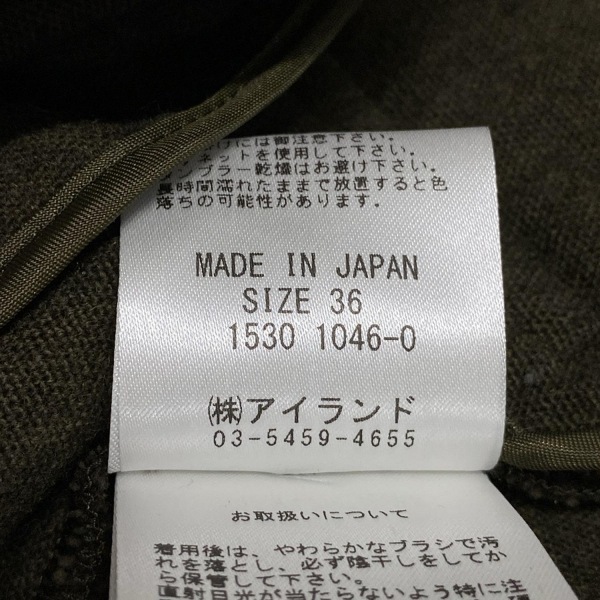 けには御注意下さい。
ネットを使用して下さい。
ンブラー乾燥はお避け下さい。
長時間濡れたままで放置すると色
落ちの可能性があります。
MADE IN JAPAN
SIZE 36
1530 1046-0
㈱アイランド
03-5459-4655
お取扱いについて
着用後は、やわらかなブラシで汚
れを落とし、必ず陰干しをしてか
ら保管して下さい。
直射日光が当たらないよう特に注